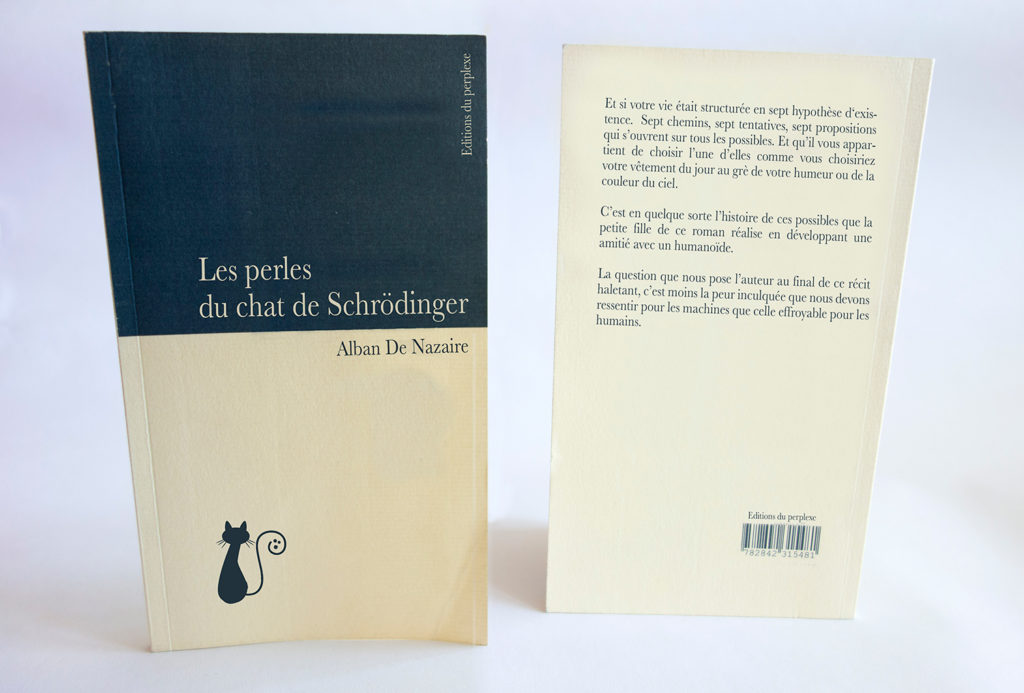 Editions du perplexe
Les perles
du chat de Schrödinger
Alban De Nazaire
Et si votre vie était structurée en sept hypothèse d'exis-
tence. Sept chemins, sept tentatives, sept propositions
qui s'ouvrent sur tous les possibles. Et qu'il vous appar-
tient de choisir l'une d'elles comme vous choisiriez
votre vêtement du jour au grè de votre humeur ou de la
couleur du ciel.
C'est en quelque sorte l'histoire de ces possibles que la
petite fille de ce roman réalise en développant une
amitié avec un humanoïde.
La question que nous pose l'auteur au final de ce récit
haletant, c'est moins la peur inculquée que nous devons
ressentir pour les machines que celle effroyable pour les
humains.
Editions du perplexe
782842 315481